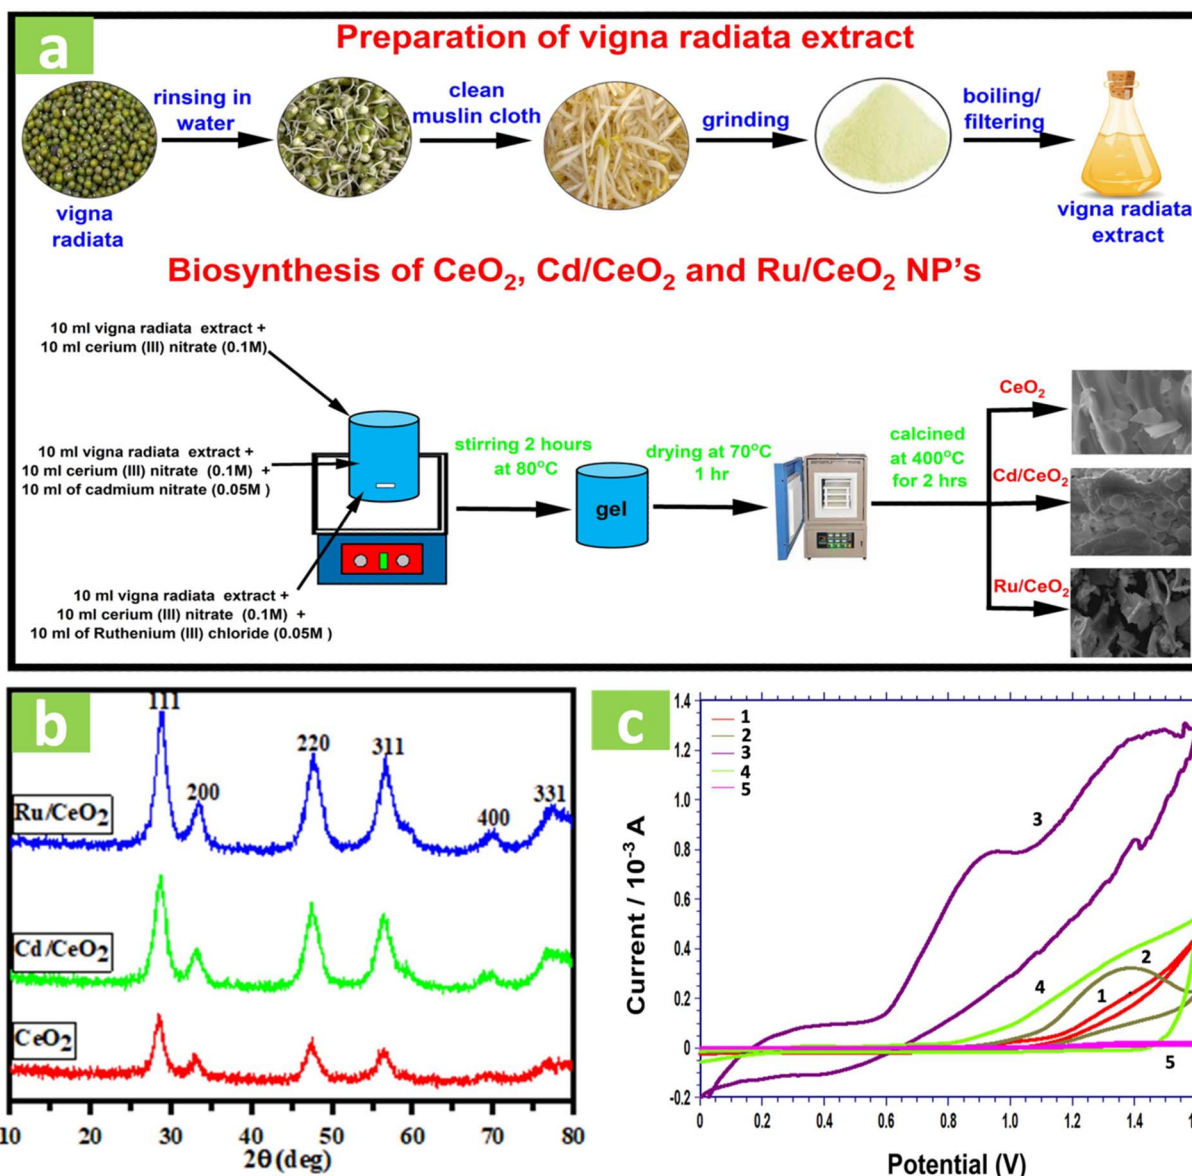 a
Preparation of vigna radiata extract
rinsing in
water
clean
muslin cloth
grinding
boiling/
filtering
vigna
radiata
vigna radiata
extract
Biosynthesis of CeO₂, Cd/CeO₂ and Ru/CeO₂ NP's
10 ml vigna radiata extract +
10 ml cerium (III) nitrate (0.1M)
10 ml vigna radiata extract +
10 ml cerium (III) nitrate (0.1M) +
10 ml of cadmium nitrate (0.05M )
10 ml vigna radiata extract +
10 ml cerium (III) nitrate (0.1M) +
10 ml of Ruthenium (III) chloride (0.05M )
stirring 2 hours
at 80°C
gel
drying at 70°C
1 hr
calcined
at 400°C
for 2 hrs
CeO₂
Cd/CeO₂
Ru/CeO₂
b
111
200
220
311
400
331
Ru/CeO₂
Cd/CeO₂
CeO₂
10 20 30 40 50 60 70 80
2θ (deg)
c
1.4
1.2
1.0
0.8
0.6
0.4
0.2
0
-0.2
Current / 10⁻³ A
1
2
3
4
5
3
4
2
1
5
0 0.2 0.4 0.6 0.8 1.0 1.2 1.4
Potential (V)